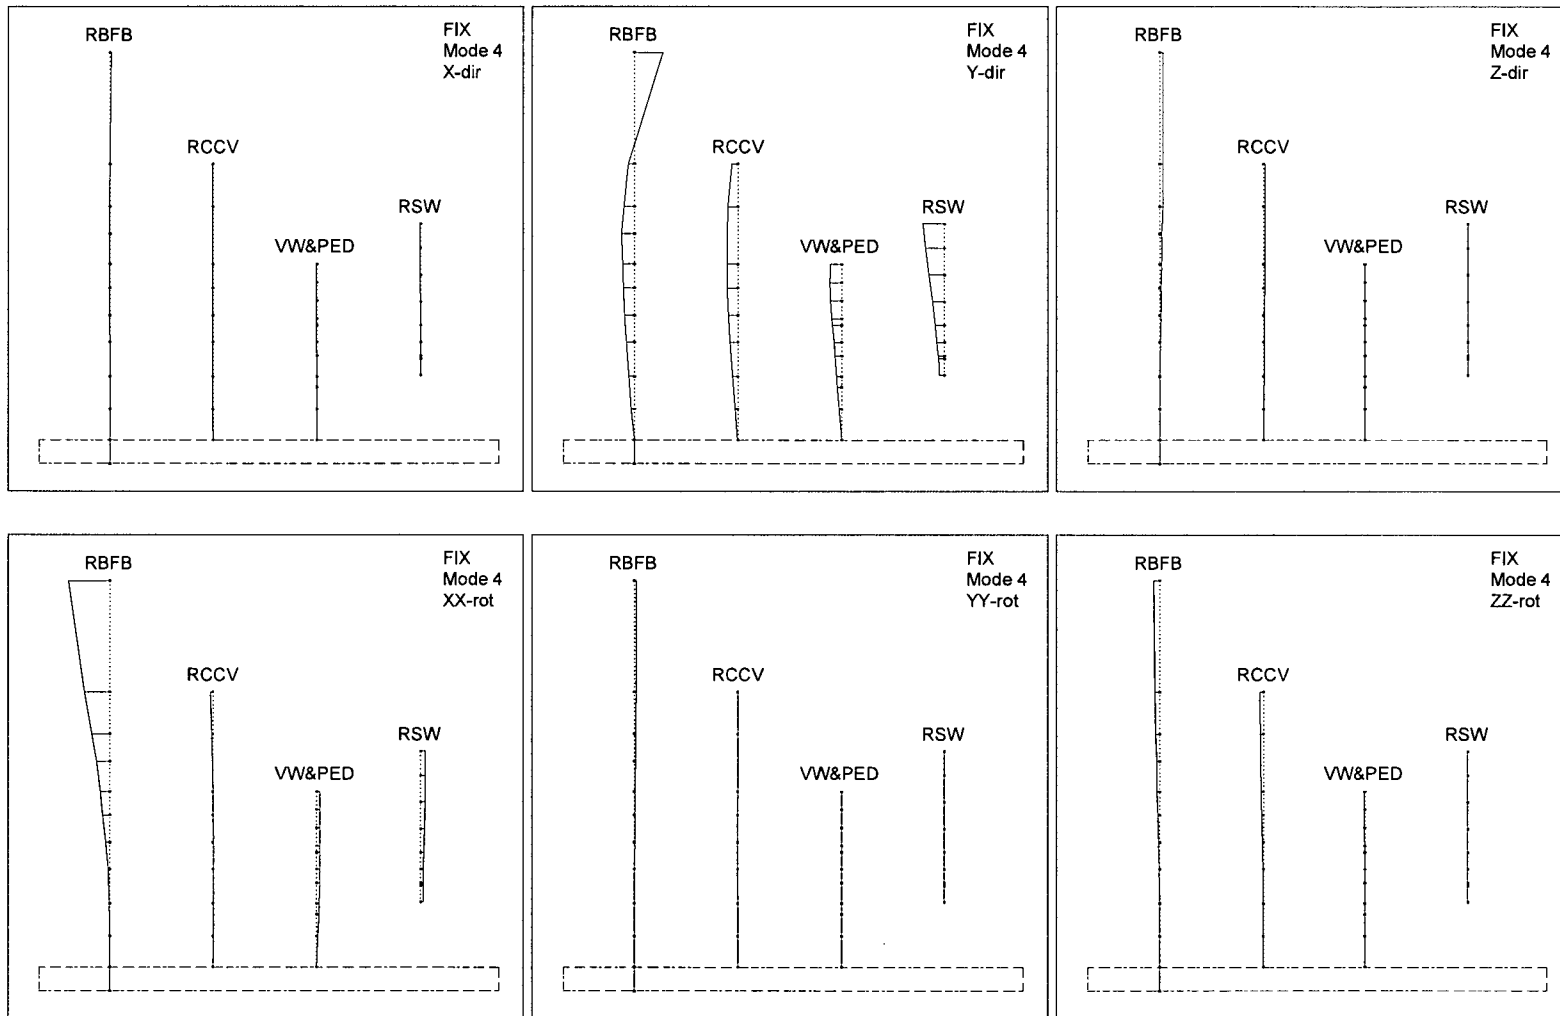 RBFB
FIX
Mode 4
X-dir
RCCV
RSW
VW&PED
RBFB
FIX
Mode 4
Y-dir
RCCV
RSW
VW&PED
RBFB
FIX
Mode 4
Z-dir
RCCV
RSW
VW&PED
RBFB
FIX
Mode 4
XX-rot
RCCV
RSW
VW&PED
RBFB
FIX
Mode 4
YY-rot
RCCV
RSW
VW&PED
RBFB
FIX
Mode 4
ZZ-rot
RCCV
RSW
VW&PED